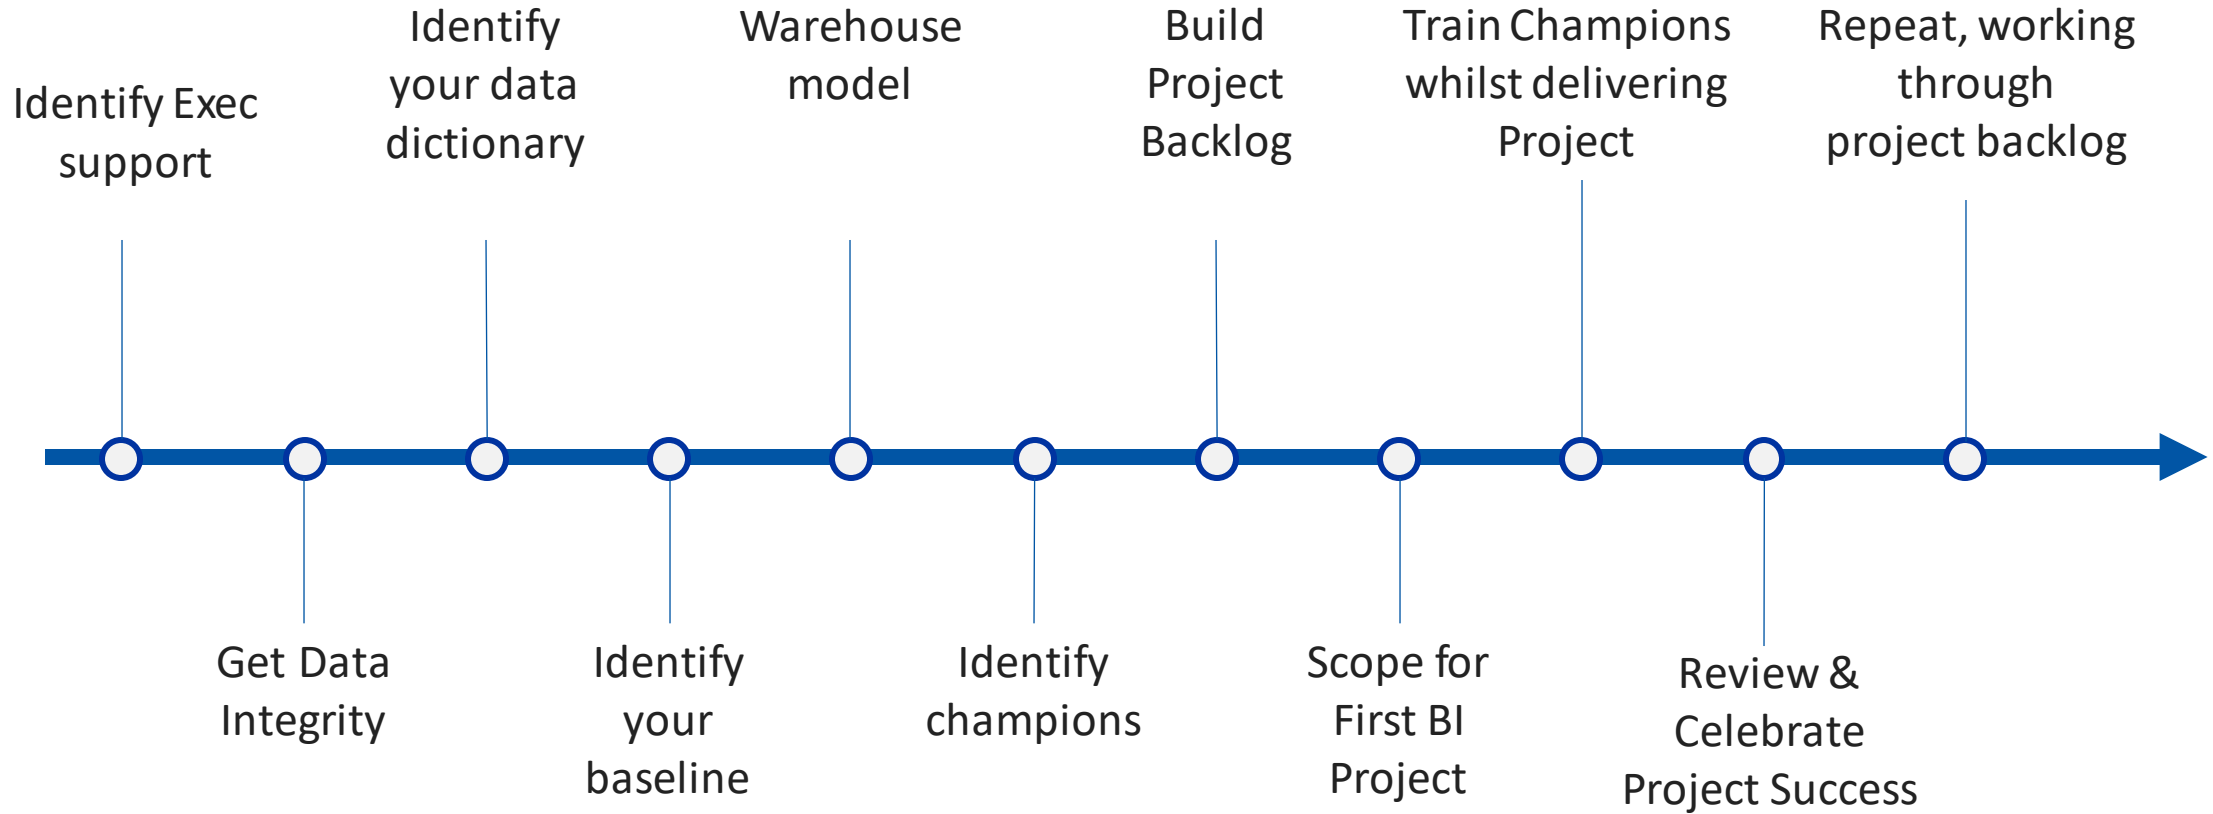 Identify Exec
support
Get Data
Integrity
Identify
your data
dictionary
Identify
your
baseline
Warehouse
model
Identify
champions
Build
Project
Backlog
Scope for
First BI
Project
Train Champions
whilst delivering
Project
Review &
Celebrate
Project Success
Repeat, working
through
project backlog